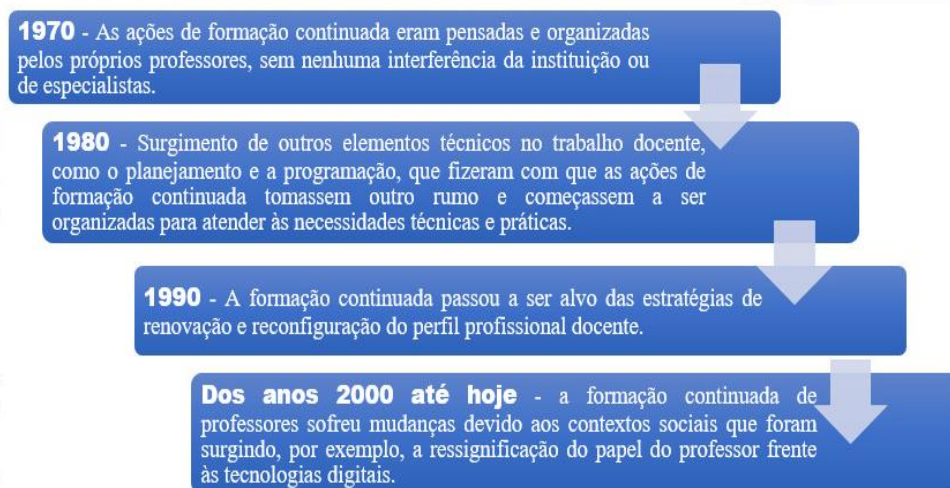 1970 - As ações de formação continuada eram pensadas e organizadas
pelos próprios professores, sem nenhuma interferência da instituição ou
de especialistas.
1980 - Surgimento de outros elementos técnicos no trabalho docente,
como o planejamento e a programação, que fizeram com que as ações de
formação continuada tomassem outro rumo e começassem a ser
organizadas para atender às necessidades técnicas e práticas.
1990 - A formação continuada passou a ser alvo das estratégias de
renovação e reconfiguração do perfil profissional docente.
Dos anos 2000 até hoje - a formação continuada de
professores sofreu mudanças devido aos contextos sociais que foram
surgindo, por exemplo, a ressignificação do papel do professor frente
às tecnologias digitais.